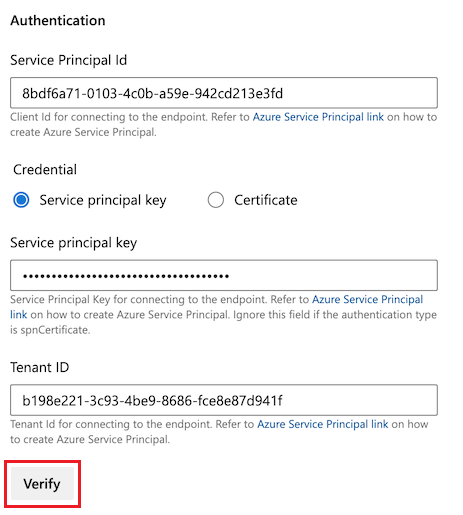 Authentication
Service Principal Id
8bdf6a71-0103-4c0b-a59e-942cd213e3fd
Client Id for connecting to the endpoint. Refer to Azure Service Principal link on how to
create Azure Service Principal.
Credential
Service principal key
Certificate
Service principal key
•••••••••••••••••••••••••••••••••••••
Service Principal Key for connecting to the endpoint. Refer to Azure Service Principal
link on how to create Azure Service Principal. Ignore this field if the authentication type
is spnCertificate.
Tenant ID
b198e221-3c93-4be9-8686-fce8e87d941f
Tenant Id for connecting to the endpoint. Refer to Azure Service Principal link on how
to create Azure Service Principal.
Verify